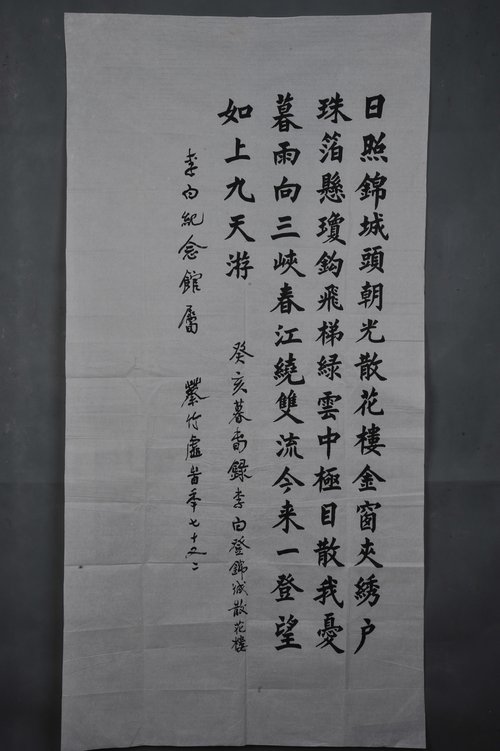 日照錦城頭朝光散花樓金窗夾綉户
珠箔懸瓊鈎飛梯綠雲中極目散我憂
暮雨向三峽春江繞雙流今来一登望
如上九天游
癸亥暮春錄李白登錦城散花樓
李白紀念館屬
竹虚 年七十又二